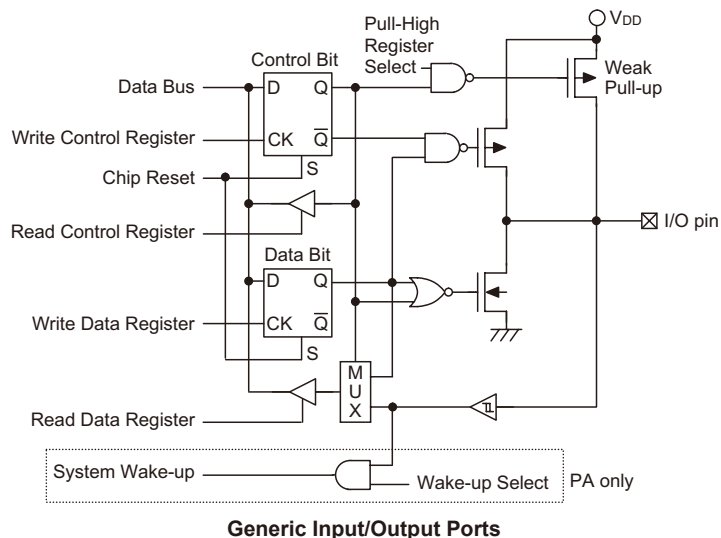 VDD
Pull-High
Register
Select
Control Bit
Weak
Pull-up
Data Bus
D
Q
Write Control Register
CK
Q
Chip Reset
S
I/O pin
Read Control Register
Data Bit
D
Q
Write Data Register
CK
Q
S
M
U
X
Read Data Register
System Wake-up
Wake-up Select
PA only
Generic Input/Output Ports